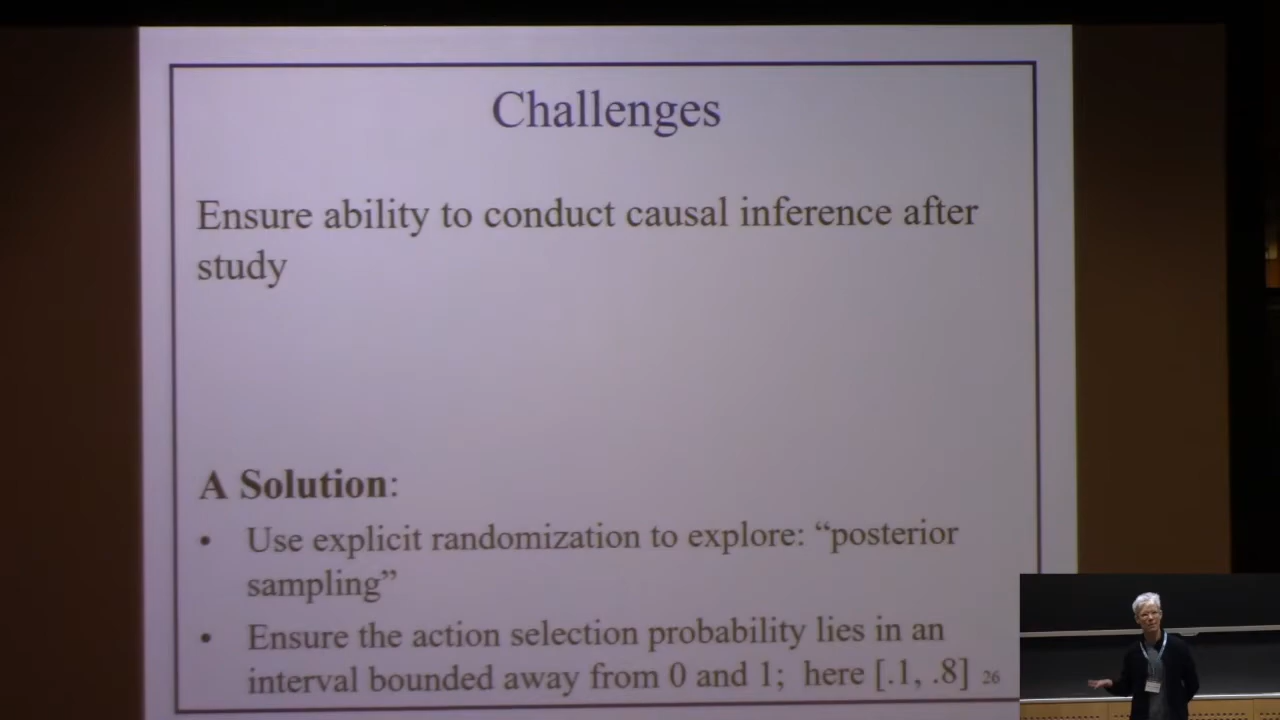 Challenges
Ensure ability to conduct causal inference after
study
A Solution:
• Use explicit randomization to explore: “posterior
sampling”
• Ensure the action selection probability lies in an
interval bounded away from 0 and 1; here [.1, .8]
26